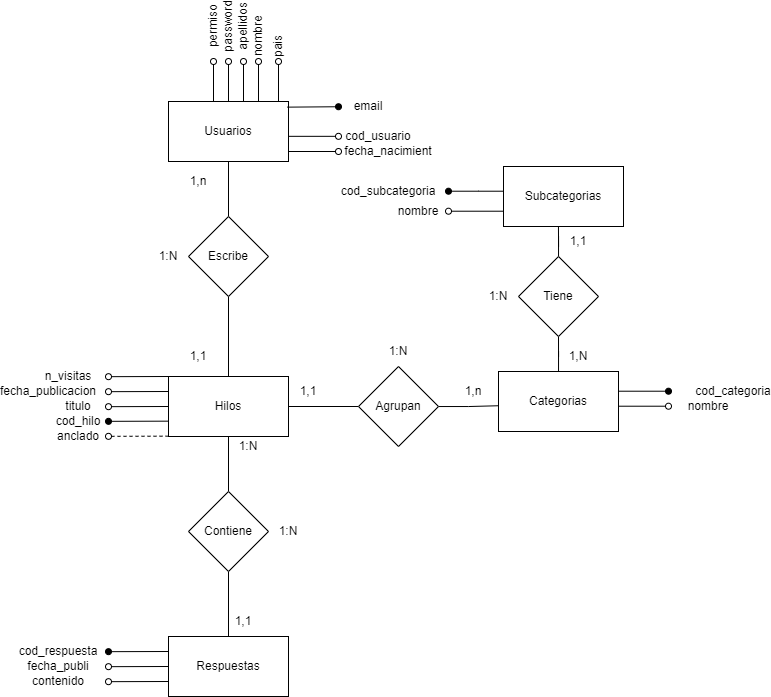 permiso
password
apellidos
nombre
pais
email
Usuarios
cod_usuario
fecha_nacimient
1,n
cod_subcategoria
Subcategorias
nombre
1:N
Escribe
1,1
1:N
Tiene
1,1
1:N
1,N
n_visitas
fecha_publicacion
titulo
cod_hilo
anclado
Hilos
1,1
Agrupan
1,n
Categorias
cod_categoria
nombre
1:N
Contiene
1:N
1,1
cod_respuesta
fecha_publi
contenido
Respuestas